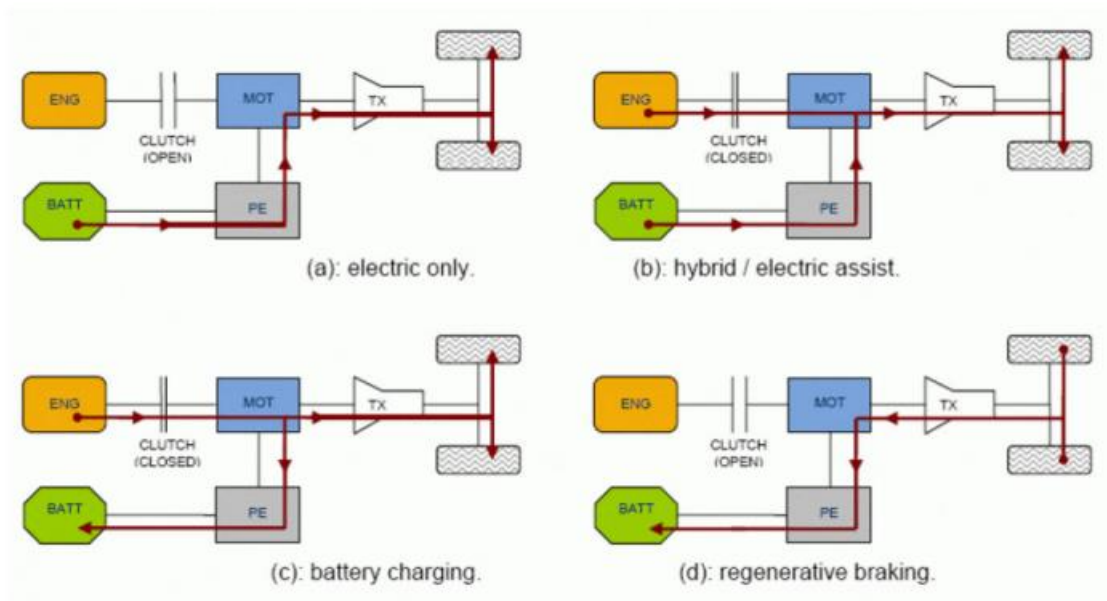 ENG
MOT
TX
CLUTCH
(OPEN)
BATT
PE
(a): electric only.
ENG
MOT
TX
CLUTCH
(CLOSED)
BATT
PE
(b): hybrid / electric assist.
ENG
MOT
TX
CLUTCH
(CLOSED)
BATT
PE
(c): battery charging.
ENG
MOT
TX
CLUTCH
(OPEN)
BATT
PE
(d): regenerative braking.